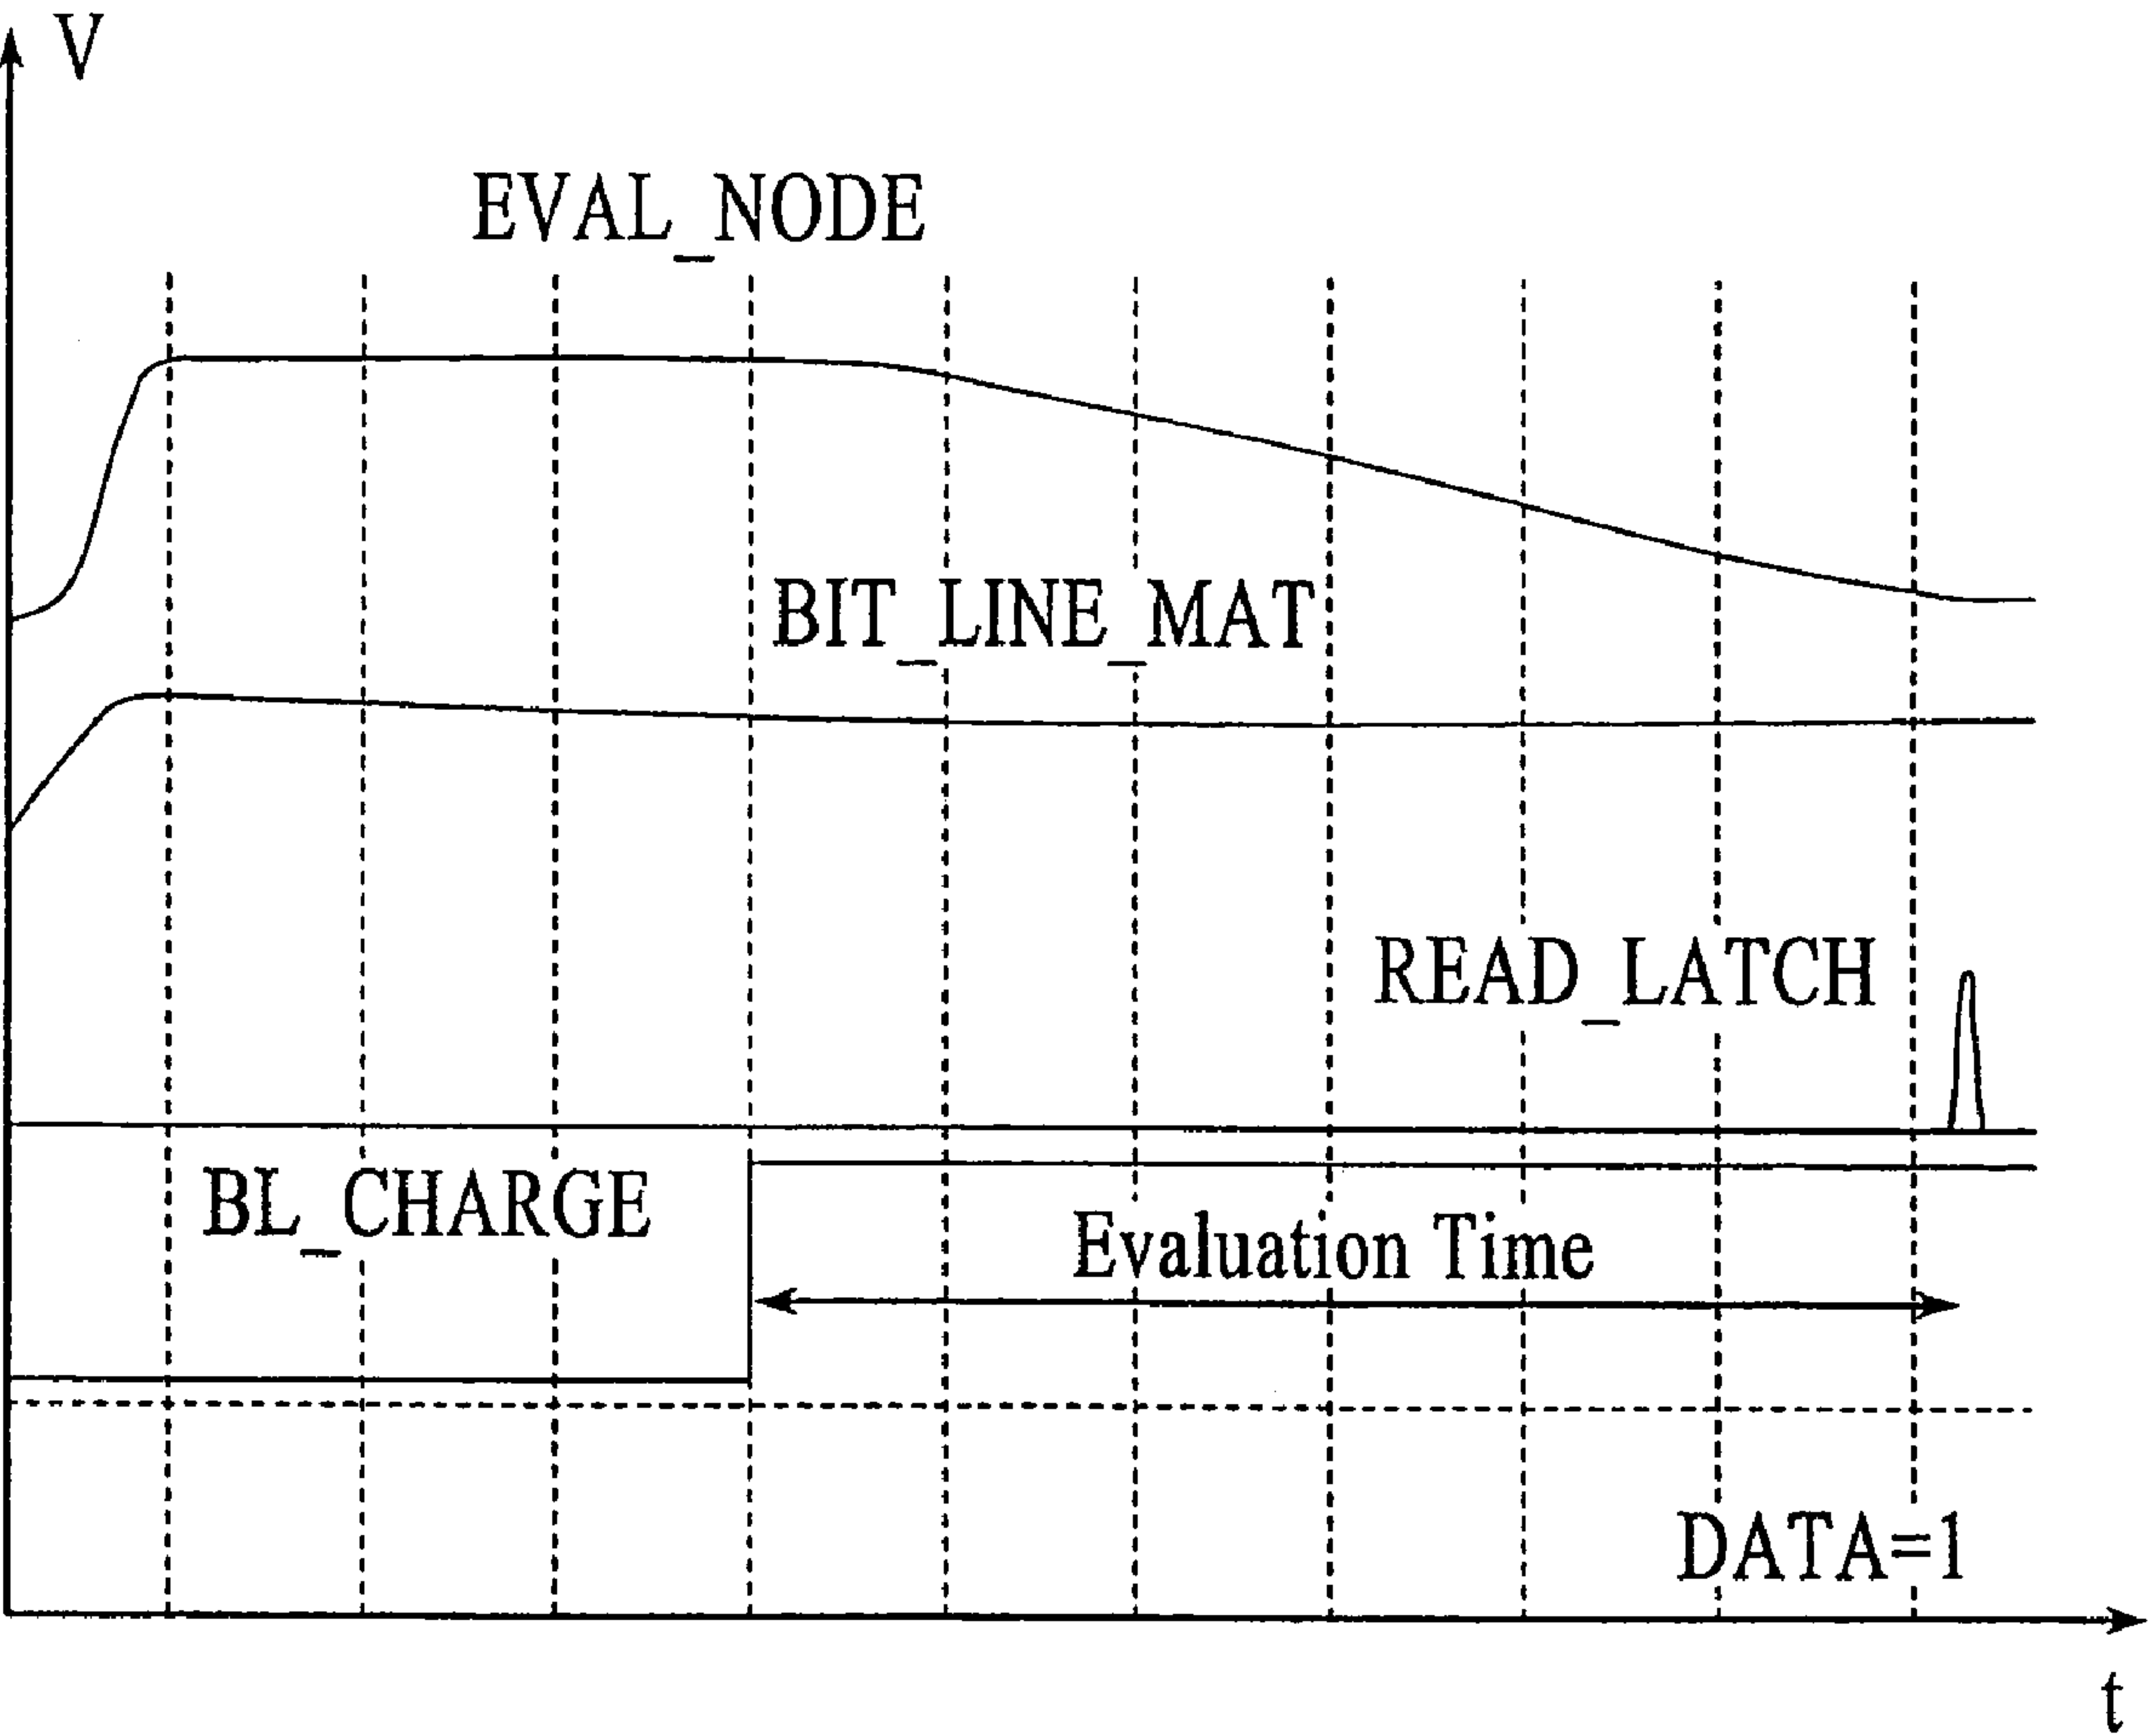 V
EVAL_NODE
BIT_LINE_MAT
READ_LATCH
BL_CHARGE
Evaluation Time
DATA=1
t